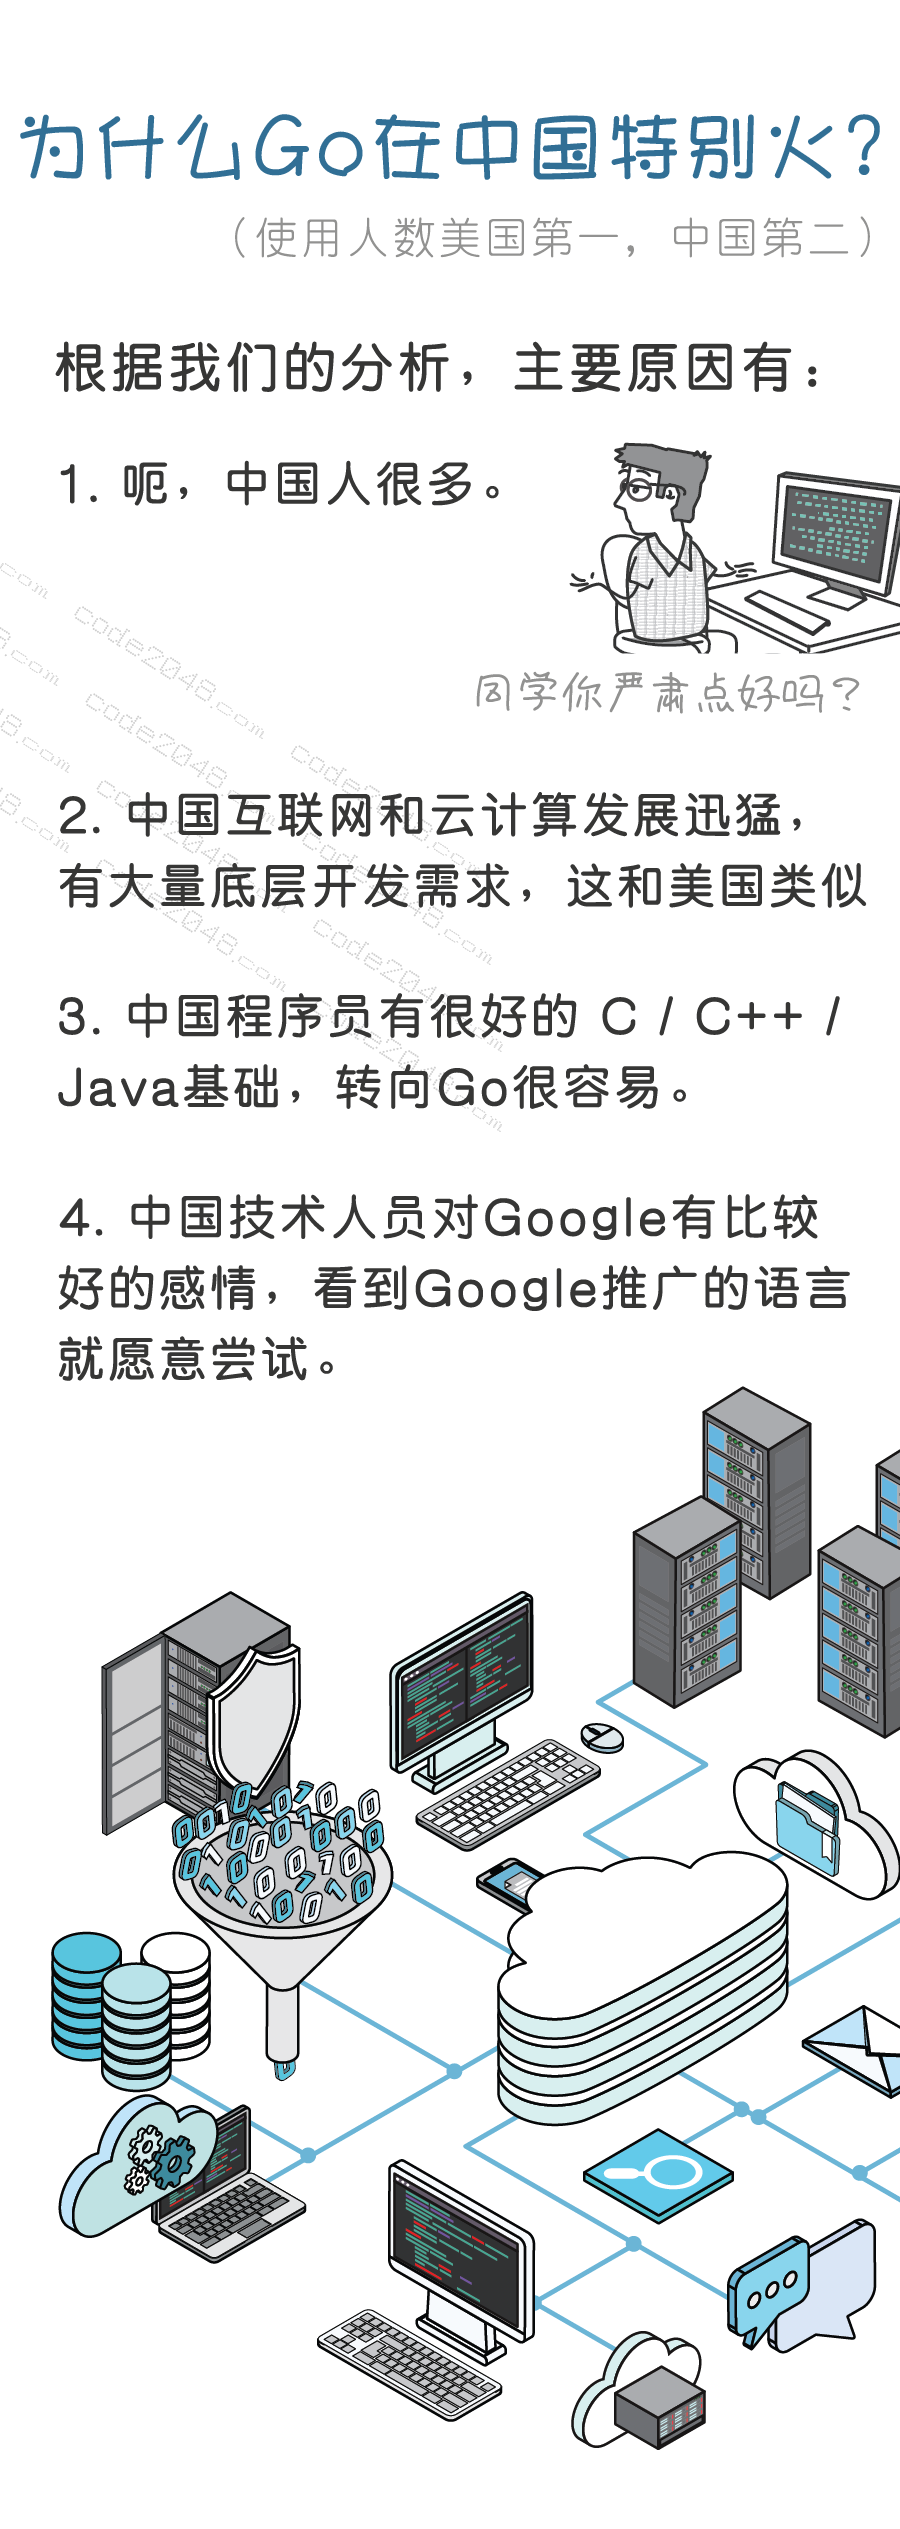 为什么Go在中国特别火？
（使用人数美国第一，中国第二）
根据我们的分析，主要原因有：
1. 呃，中国人很多。
同学你严肃点好吗？
code2048.com
code2048.com
code2048.com
2. 中国互联网和云计算发展迅猛，
有大量底层开发需求，这和美国类似
3. 中国程序员有很好的 C / C++ /
Java基础，转向Go很容易。
4. 中国技术人员对Google有比较
好的感情，看到Google推广的语言
就愿意尝试。